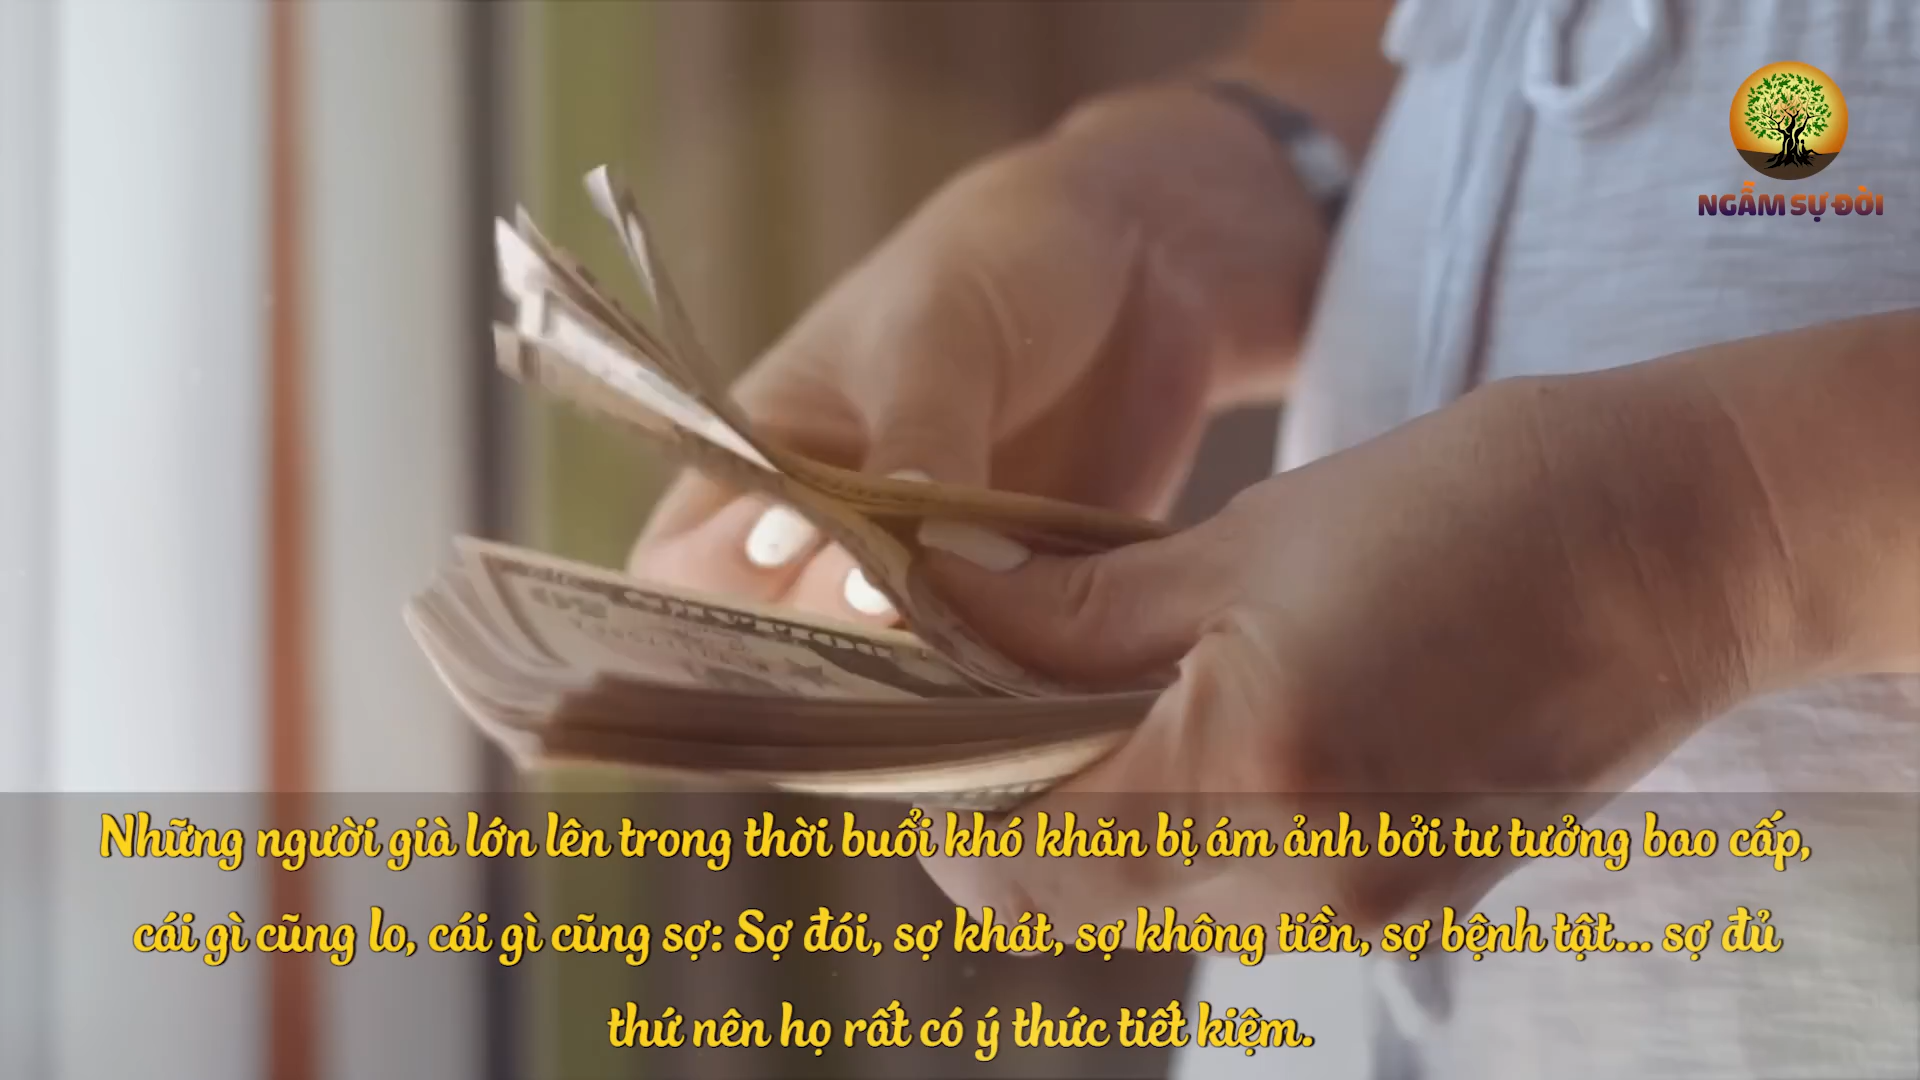 NGẪM SỰ ĐỜI
Những người già lớn lên trong thời buổi khó khăn bị ám ảnh bởi tư tưởng bao cấp,
cái gì cũng lo, cái gì cũng sợ: Sợ đói, sợ khát, sợ không tiền, sợ bệnh tật... sợ đủ
thứ nên họ rất có ý thức tiết kiệm.